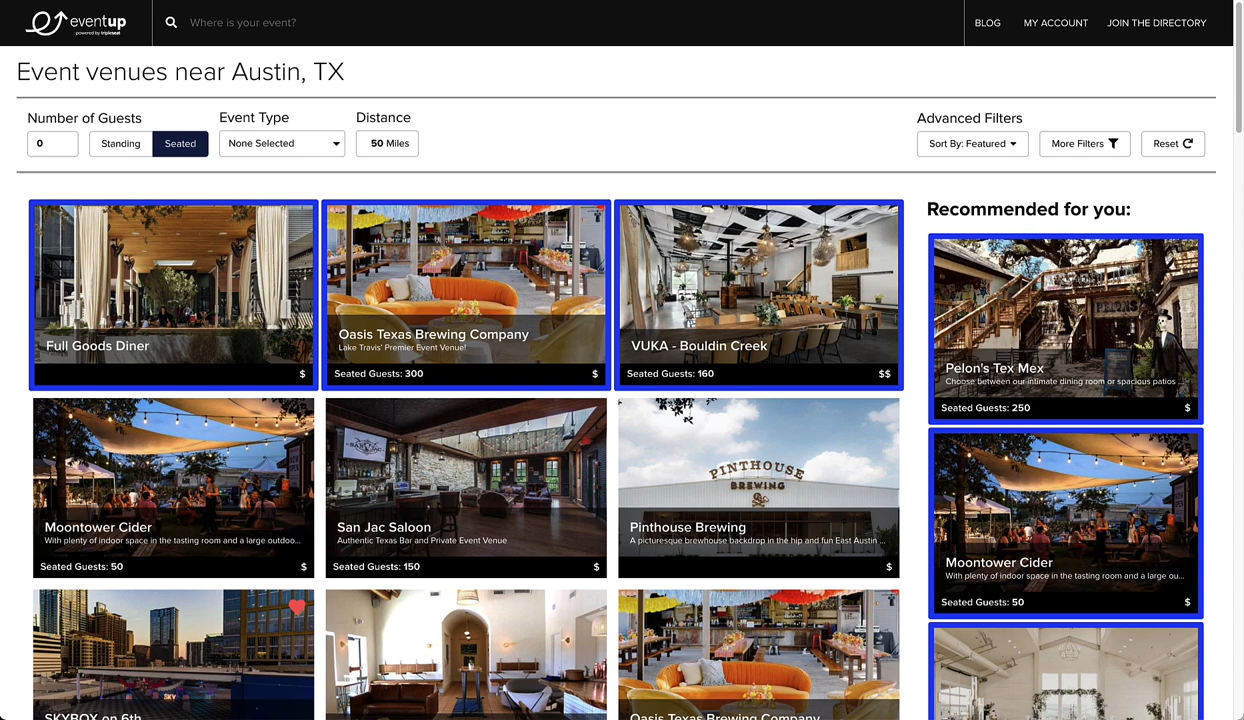 eventup
powered by tripleseat
Where is your event?
BLOG
MY ACCOUNT
JOIN THE DIRECTORY
Event venues near Austin, TX
Number of Guests
Event Type
Distance
Advanced Filters
0
Standing
Seated
None Selected
50 Miles
Sort By: Featured
More Filters
Reset
Full Goods Diner
$
Oasis Texas Brewing Company
Lake Travis' Premier Event Venue!
Seated Guests: 300
$
VUKA - Bouldin Creek
Seated Guests: 160
$$
Moontower Cider
With plenty of indoor space in the tasting room and a large outdoo...
Seated Guests: 50
$
SAN JAC
San Jac Saloon
Authentic Texas Bar and Private Event Venue
Seated Guests: 150
$
PINTHOUSE
BREWING
Pinthouse Brewing
A picturesque brewhouse backdrop in the hip and fun East Austin ...
$
SKY
SKYBOX on 6th
Oasis Texas Brewing Company
Recommended for you:
PELONS
Pelon's Tex Mex
Choose between our intimate dining room or spacious patios ...
Seated Guests: 250
$
Moontower Cider
With plenty of indoor space in the tasting room and a large ou...
Seated Guests: 50
$